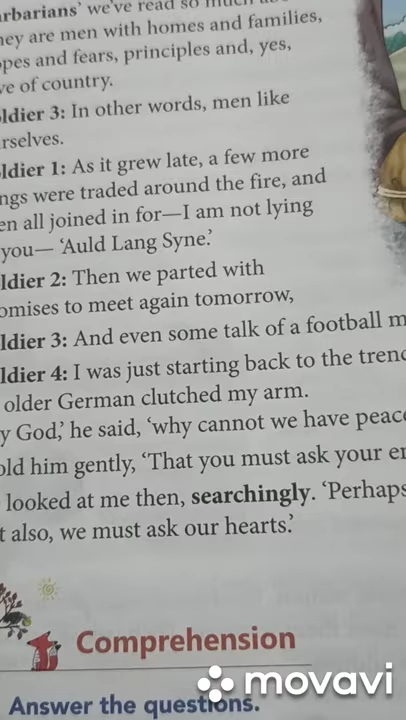 rbarians' we've read so much
ey are men with homes and families,
pes and fears, principles and, yes,
ve of country.
ldier 3: In other words, men like
rselves.
ldier 1: As it grew late, a few more
ngs were traded around the fire, and
en all joined in for—I am not lying
you— 'Auld Lang Syne.'
ldier 2: Then we parted with
omises to meet again tomorrow,
ldier 3: And even some talk of a football m
ldier 4: I was just starting back to the tren
older German clutched my arm.
y God,' he said, 'why cannot we have peac
old him gently, 'That you must ask your e
looked at me then, searchingly. 'Perhaps
t also, we must ask our hearts.'
Comprehension
movavi
Answer the questions.